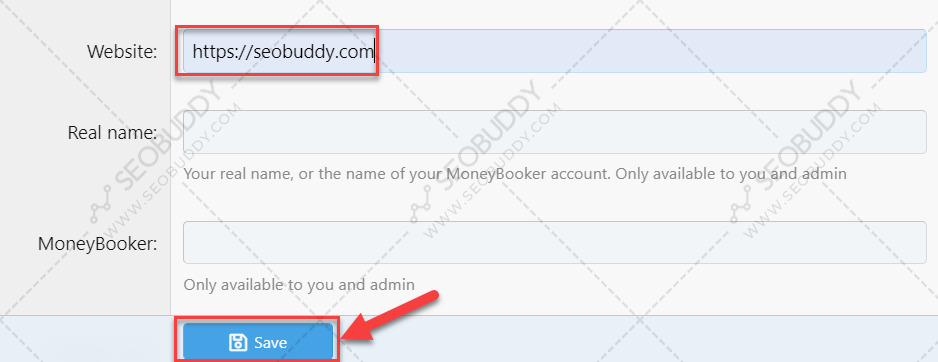 Website: https://seobuddy.com
Real name:
Your real name, or the name of your MoneyBooker account. Only available to you and admin
MoneyBooker:
Only available to you and admin
Save
SEOBUDDY
WWW.SEOBUDDY.COM
SEOBUDDY
WWW.SEOBUDDY.COM
SEOBUDDY
WWW.SEOBUDDY.COM